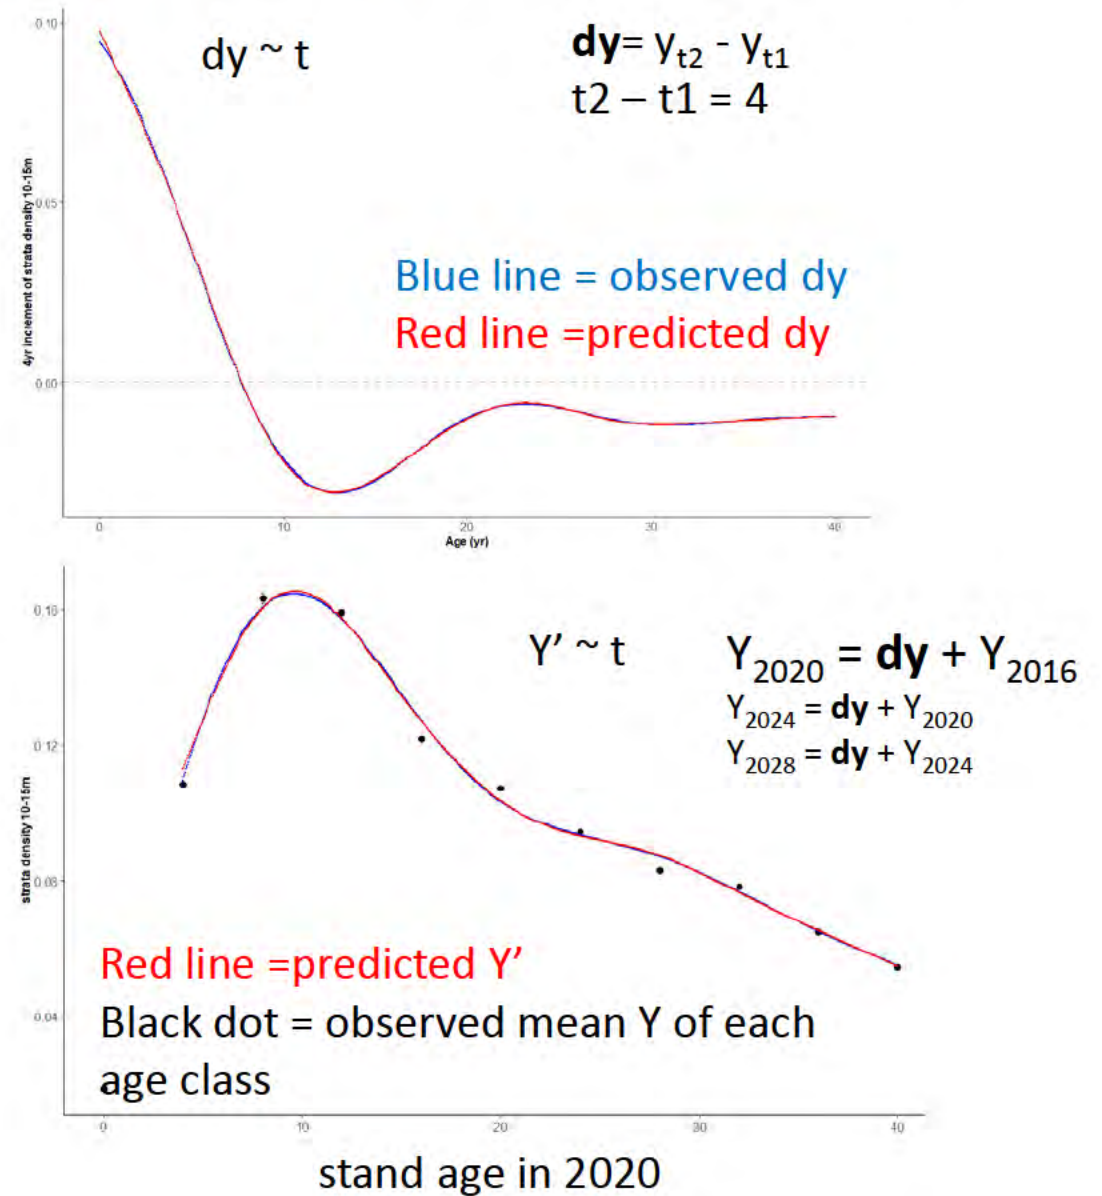 0.10
dy ~ t
dy= yt2 - yt1
t2 – t1 = 4
4yr increment of strata density 10-15m
0.05
Blue line = observed dy
Red line =predicted dy
0.00
0
10
20
30
40
Age (yr)
0.16
Y’ ~ t
Y2020 = dy + Y2016
Y2024 = dy + Y2020
Y2028 = dy + Y2024
0.12
strata density 10-15m
0.08
Red line =predicted Y’
Black dot = observed mean Y of each
0.04
age class
0
10
20
30
40
stand age in 2020